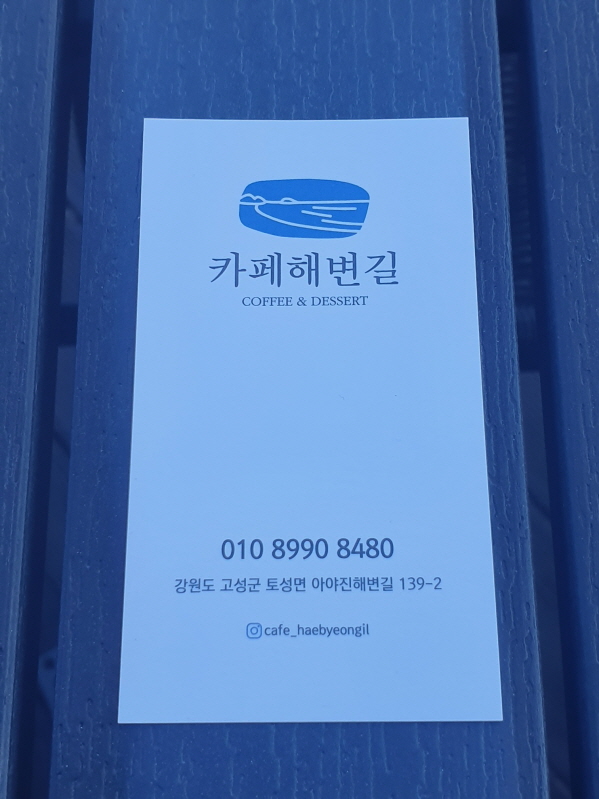 카페해변길
COFFEE & DESSERT
010 8990 8480
강원도 고성군 토성면 아야진해변길 139-2
cafe_haebyeongil